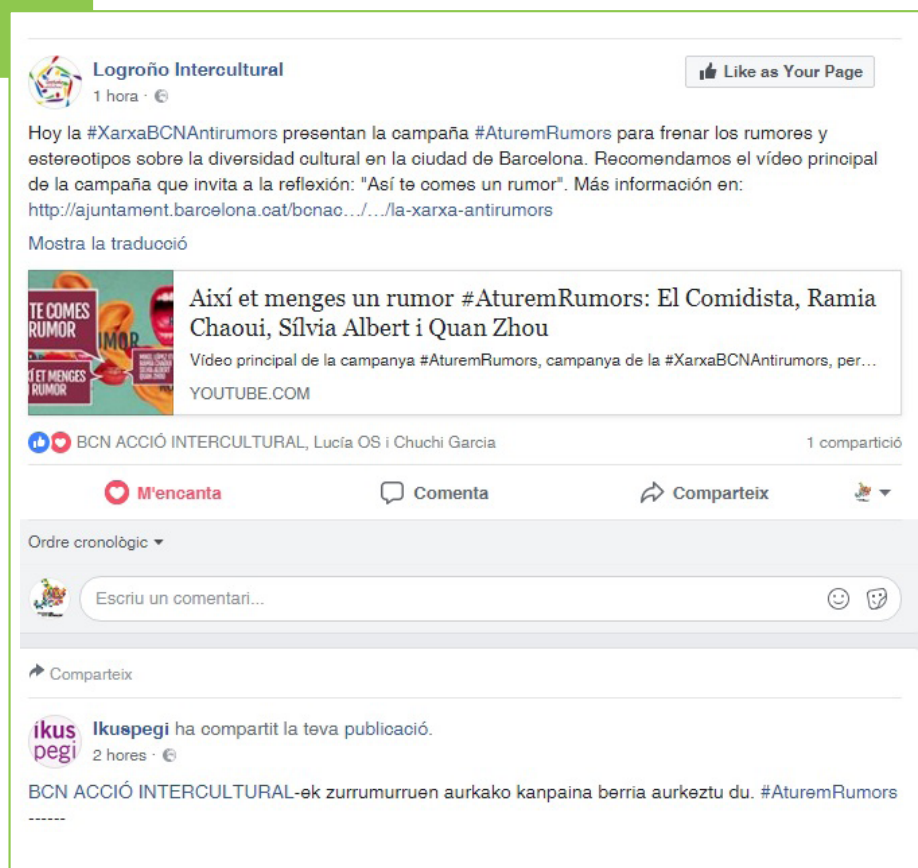 Logroño Intercultural
Like as Your Page
1 hora ·
Hoy la #XarxaBCNAntirumors presentan la campaña #AturemRumors para frenar los rumores y
estereotipos sobre la diversidad cultural en la ciudad de Barcelona. Recomendamos el vídeo principal
de la campaña que invita a la reflexión: "Así te comes un rumor". Más información en:
http://ajuntament.barcelona.cat/bcnac…/…/la-xarxa-antirumors
Mostra la traducció
TE COMES
RUMOR
ET MENGES
RUMOR
Així et menges un rumor #AturemRumors: El Comidista, Ramia
Chaoui, Sílvia Albert i Quan Zhou
Vídeo principal de la campanya #AturemRumors, campanya de la #XarxaBCNAntirumors, per...
YOUTUBE.COM
BCN ACCIÓ INTERCULTURAL, Lucía OS i Chuchi Garcia
1 compartició
M'encanta
Comenta
Comparteix
Ordre cronològic
Escriu un comentari...
Comparteix
ikus
pegi
Ikuspegi ha compartit la teva publicació.
2 hores ·
BCN ACCIÓ INTERCULTURAL-ek zurrumurruen aurkako kanpaina berria aurkeztu du. #AturemRumors
------